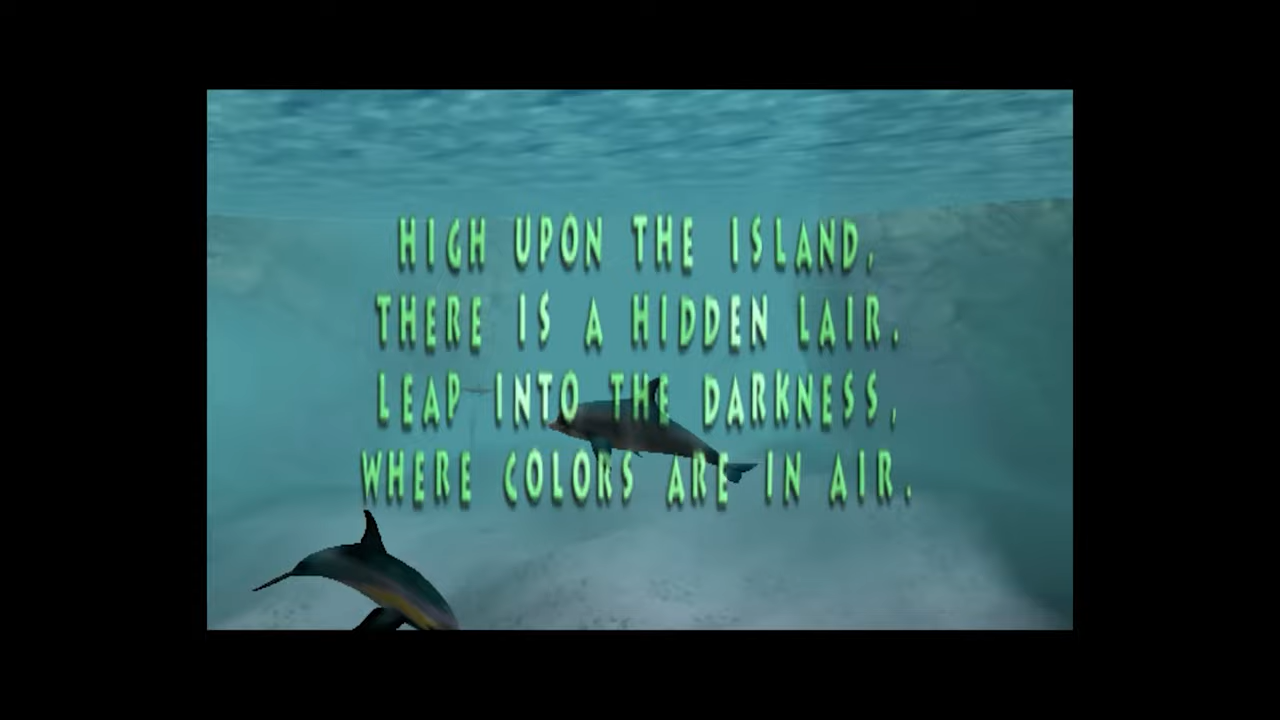 HIGH UPON THE ISLAND,
THERE IS A HIDDEN LAIR.
LEAP INTO THE DARKNESS,
WHERE COLORS ARE IN AIR.